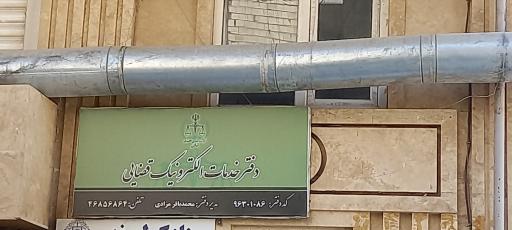 دفتر خدمات الکترونیک قضایی
کد دفتر: ۹۶۳۰۱۰۸۶ مدیر دفتر: محمدباقر مرادی تلفن: ۴۶۸۵۶۸۶۴